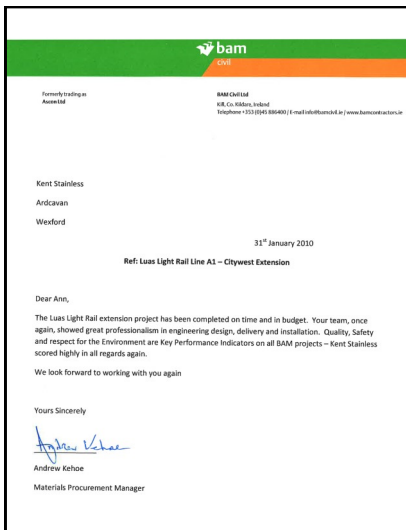 bam
civil
Formerly trading as
Ascon Ltd
BAM Civil Ltd
Kill, Co. Kildare, Ireland
Telephone +353 (0)45 886400 / E-mail info@bamcivil.ie / www.bamcontractors.ie
Kent Stainless
Ardcavan
Wexford
31st January 2010
Ref: Luas Light Rail Line A1 – Citywest Extension
Dear Ann,
The Luas Light Rail extension project has been completed on time and in budget. Your team, once
again, showed great professionalism in engineering design, delivery and installation. Quality, Safety
and respect for the Environment are Key Performance Indicators on all BAM projects – Kent Stainless
scored highly in all regards again.
We look forward to working with you again
Yours Sincerely
Andrew Kehoe
Andrew Kehoe
Materials Procurement Manager